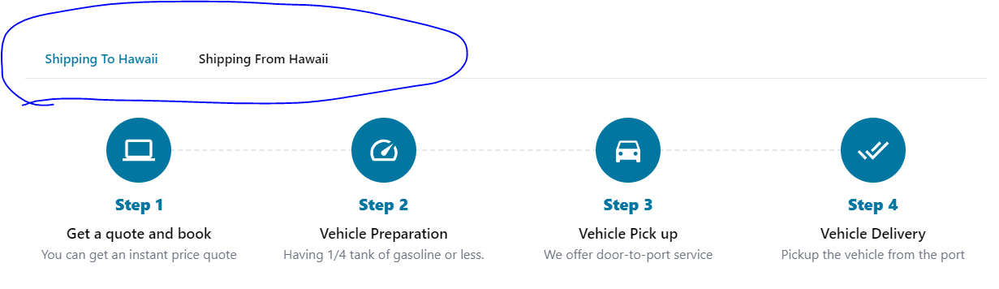 Shipping To Hawaii Shipping From Hawaii
Step 1 Step 2 Step 3 Step 4
Get a quote and book Vehicle Preparation Vehicle Pick up Vehicle Delivery
You can get an instant price quote Having 1/4 tank of gasoline or less. We offer door-to-port service Pickup the vehicle from the port